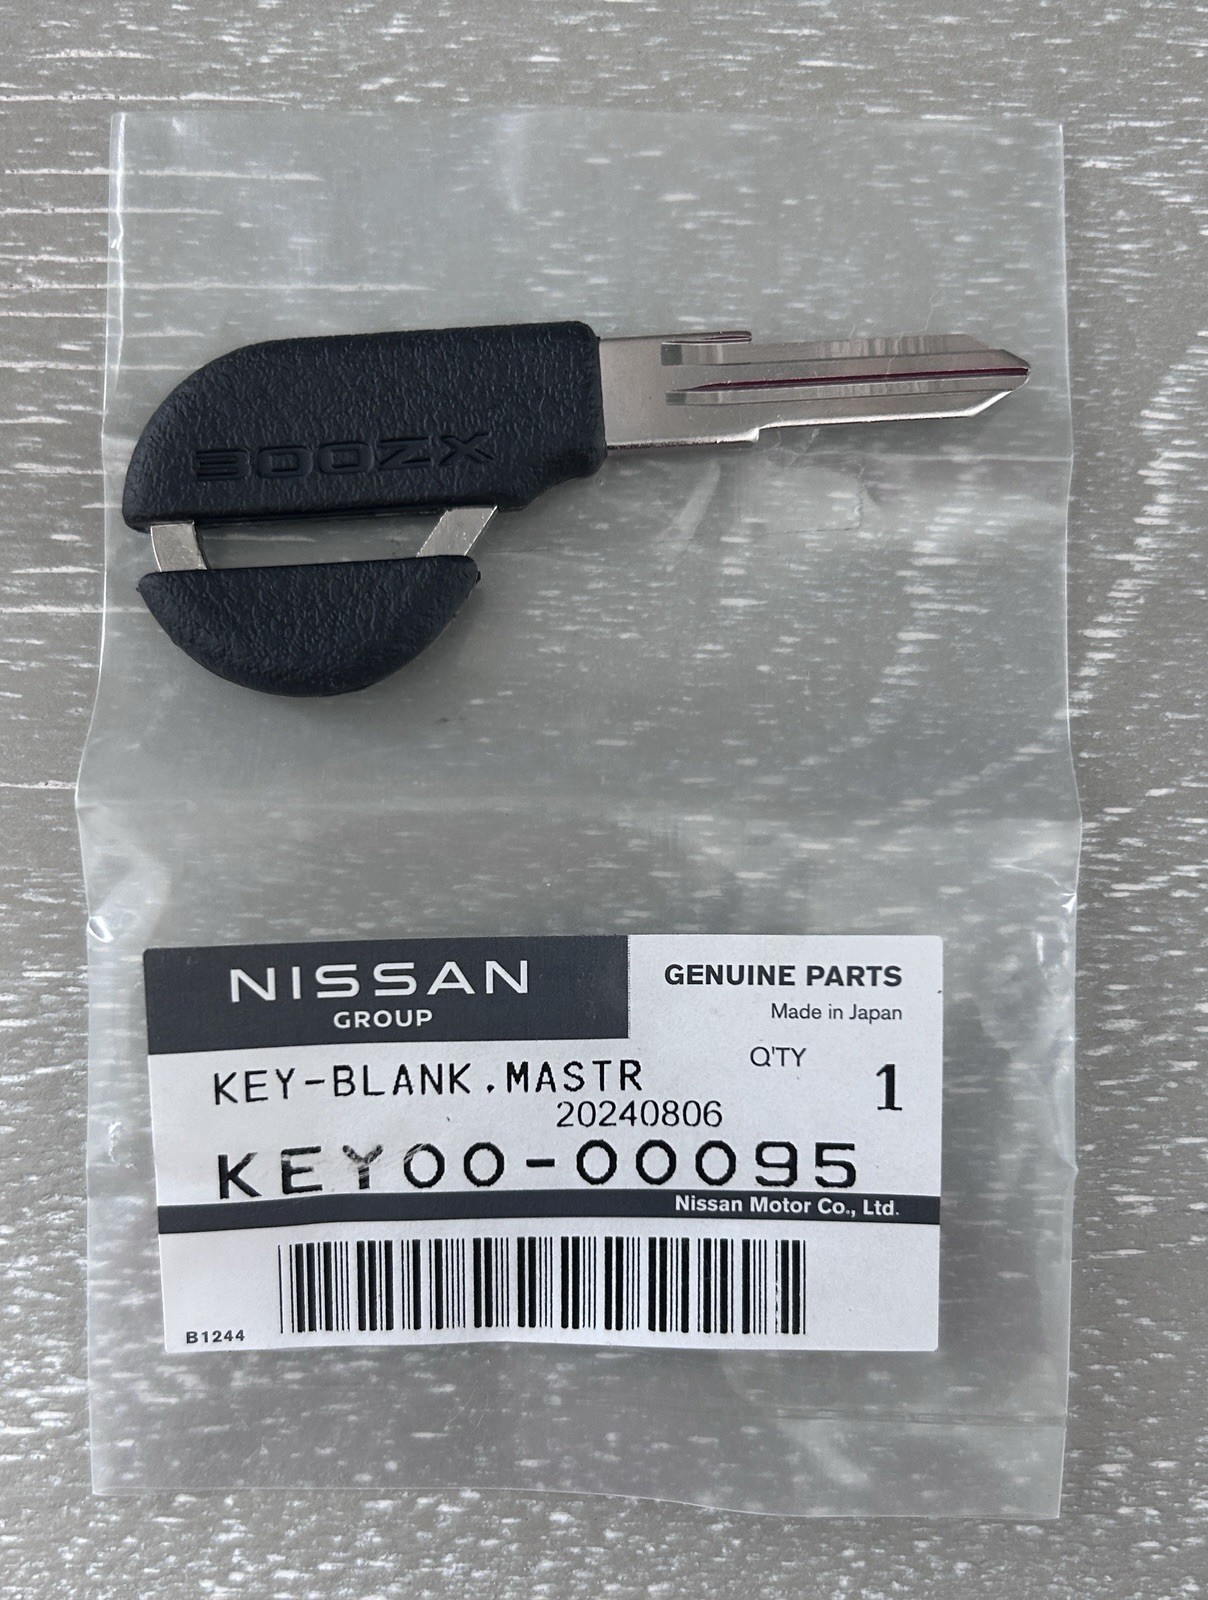 300ZX
NISSAN
GROUP
GENUINE PARTS
Made in Japan
KEY-BLANK.MASTR
Q'TY
1
20240806
KEY00-00095
Nissan Motor Co., Ltd.
B1244